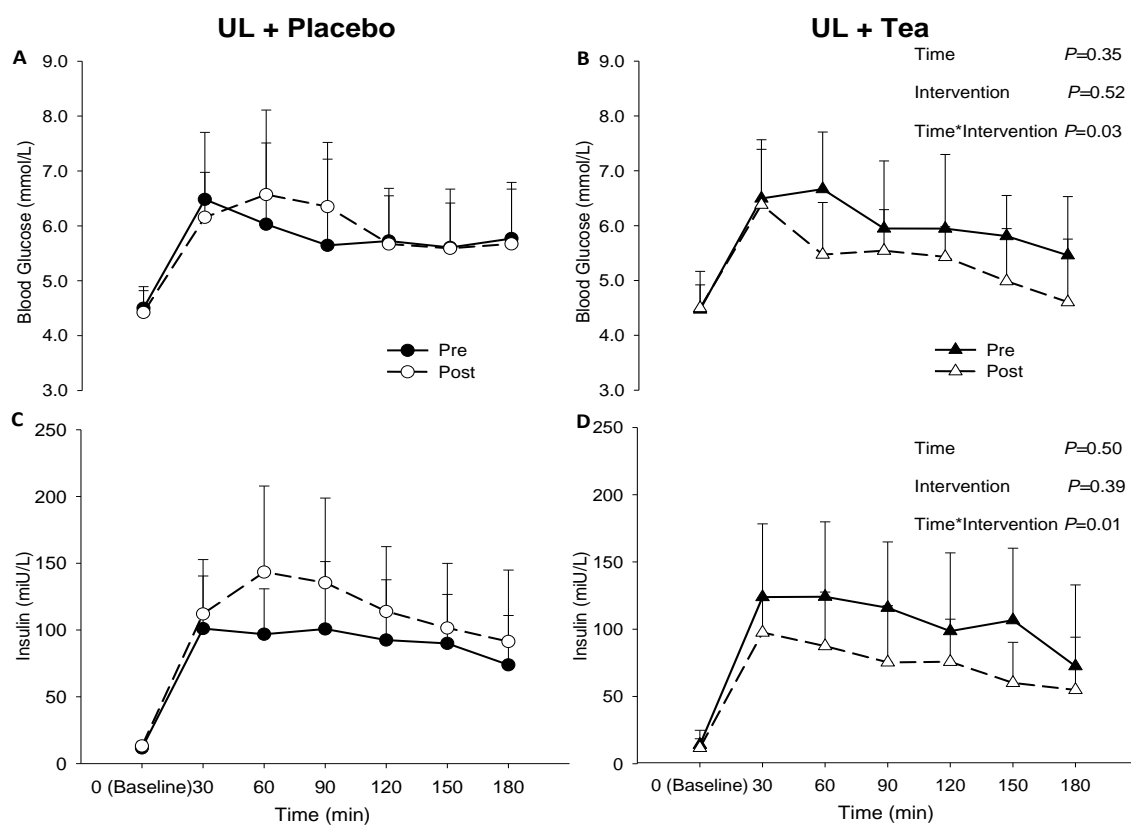 UL + Placebo
UL + Tea
A
9.0
8.0
7.0
6.0
5.0
4.0
3.0
Blood Glucose (mmol/L)
Pre
Post
B
9.0
8.0
7.0
6.0
5.0
4.0
3.0
Blood Glucose (mmol/L)
Time P=0.35
Intervention P=0.52
Time*Intervention P=0.03
Pre
Post
C
250
200
150
100
50
0
Insulin (miU/L)
0 (Baseline) 30 60 90 120 150 180
Time (min)
D
250
200
150
100
50
0
Insulin (miU/L)
Time P=0.50
Intervention P=0.39
Time*Intervention P=0.01
0 (Baseline) 30 60 90 120 150 180
Time (min)